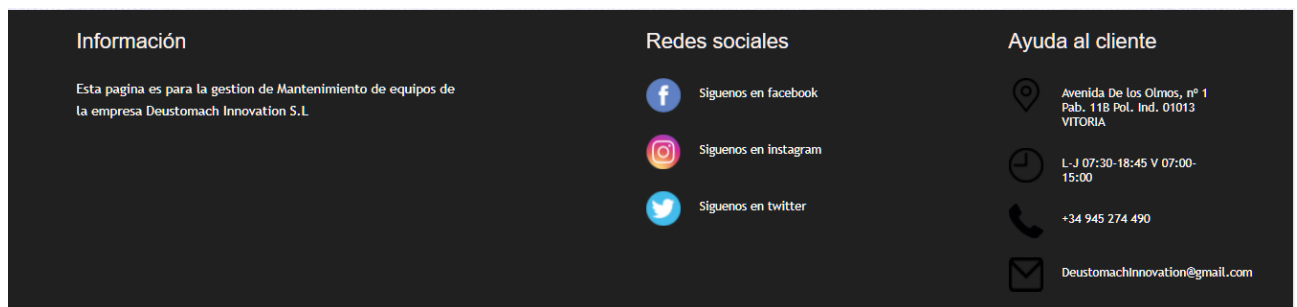 Información
Esta pagina es para la gestion de Mantenimiento de equipos de
la empresa Deustomach Innovation S.L
Redes sociales
Siguenos en facebook
Siguenos en instagram
Siguenos en twitter
Ayuda al cliente
Avenida De los Olmos, nº 1
Pab. 11B Pol. Ind. 01013
VITORIA
L-J 07:30-18:45 V 07:00-
15:00
+34 945 274 490
DeustomachInnovation@gmail.com